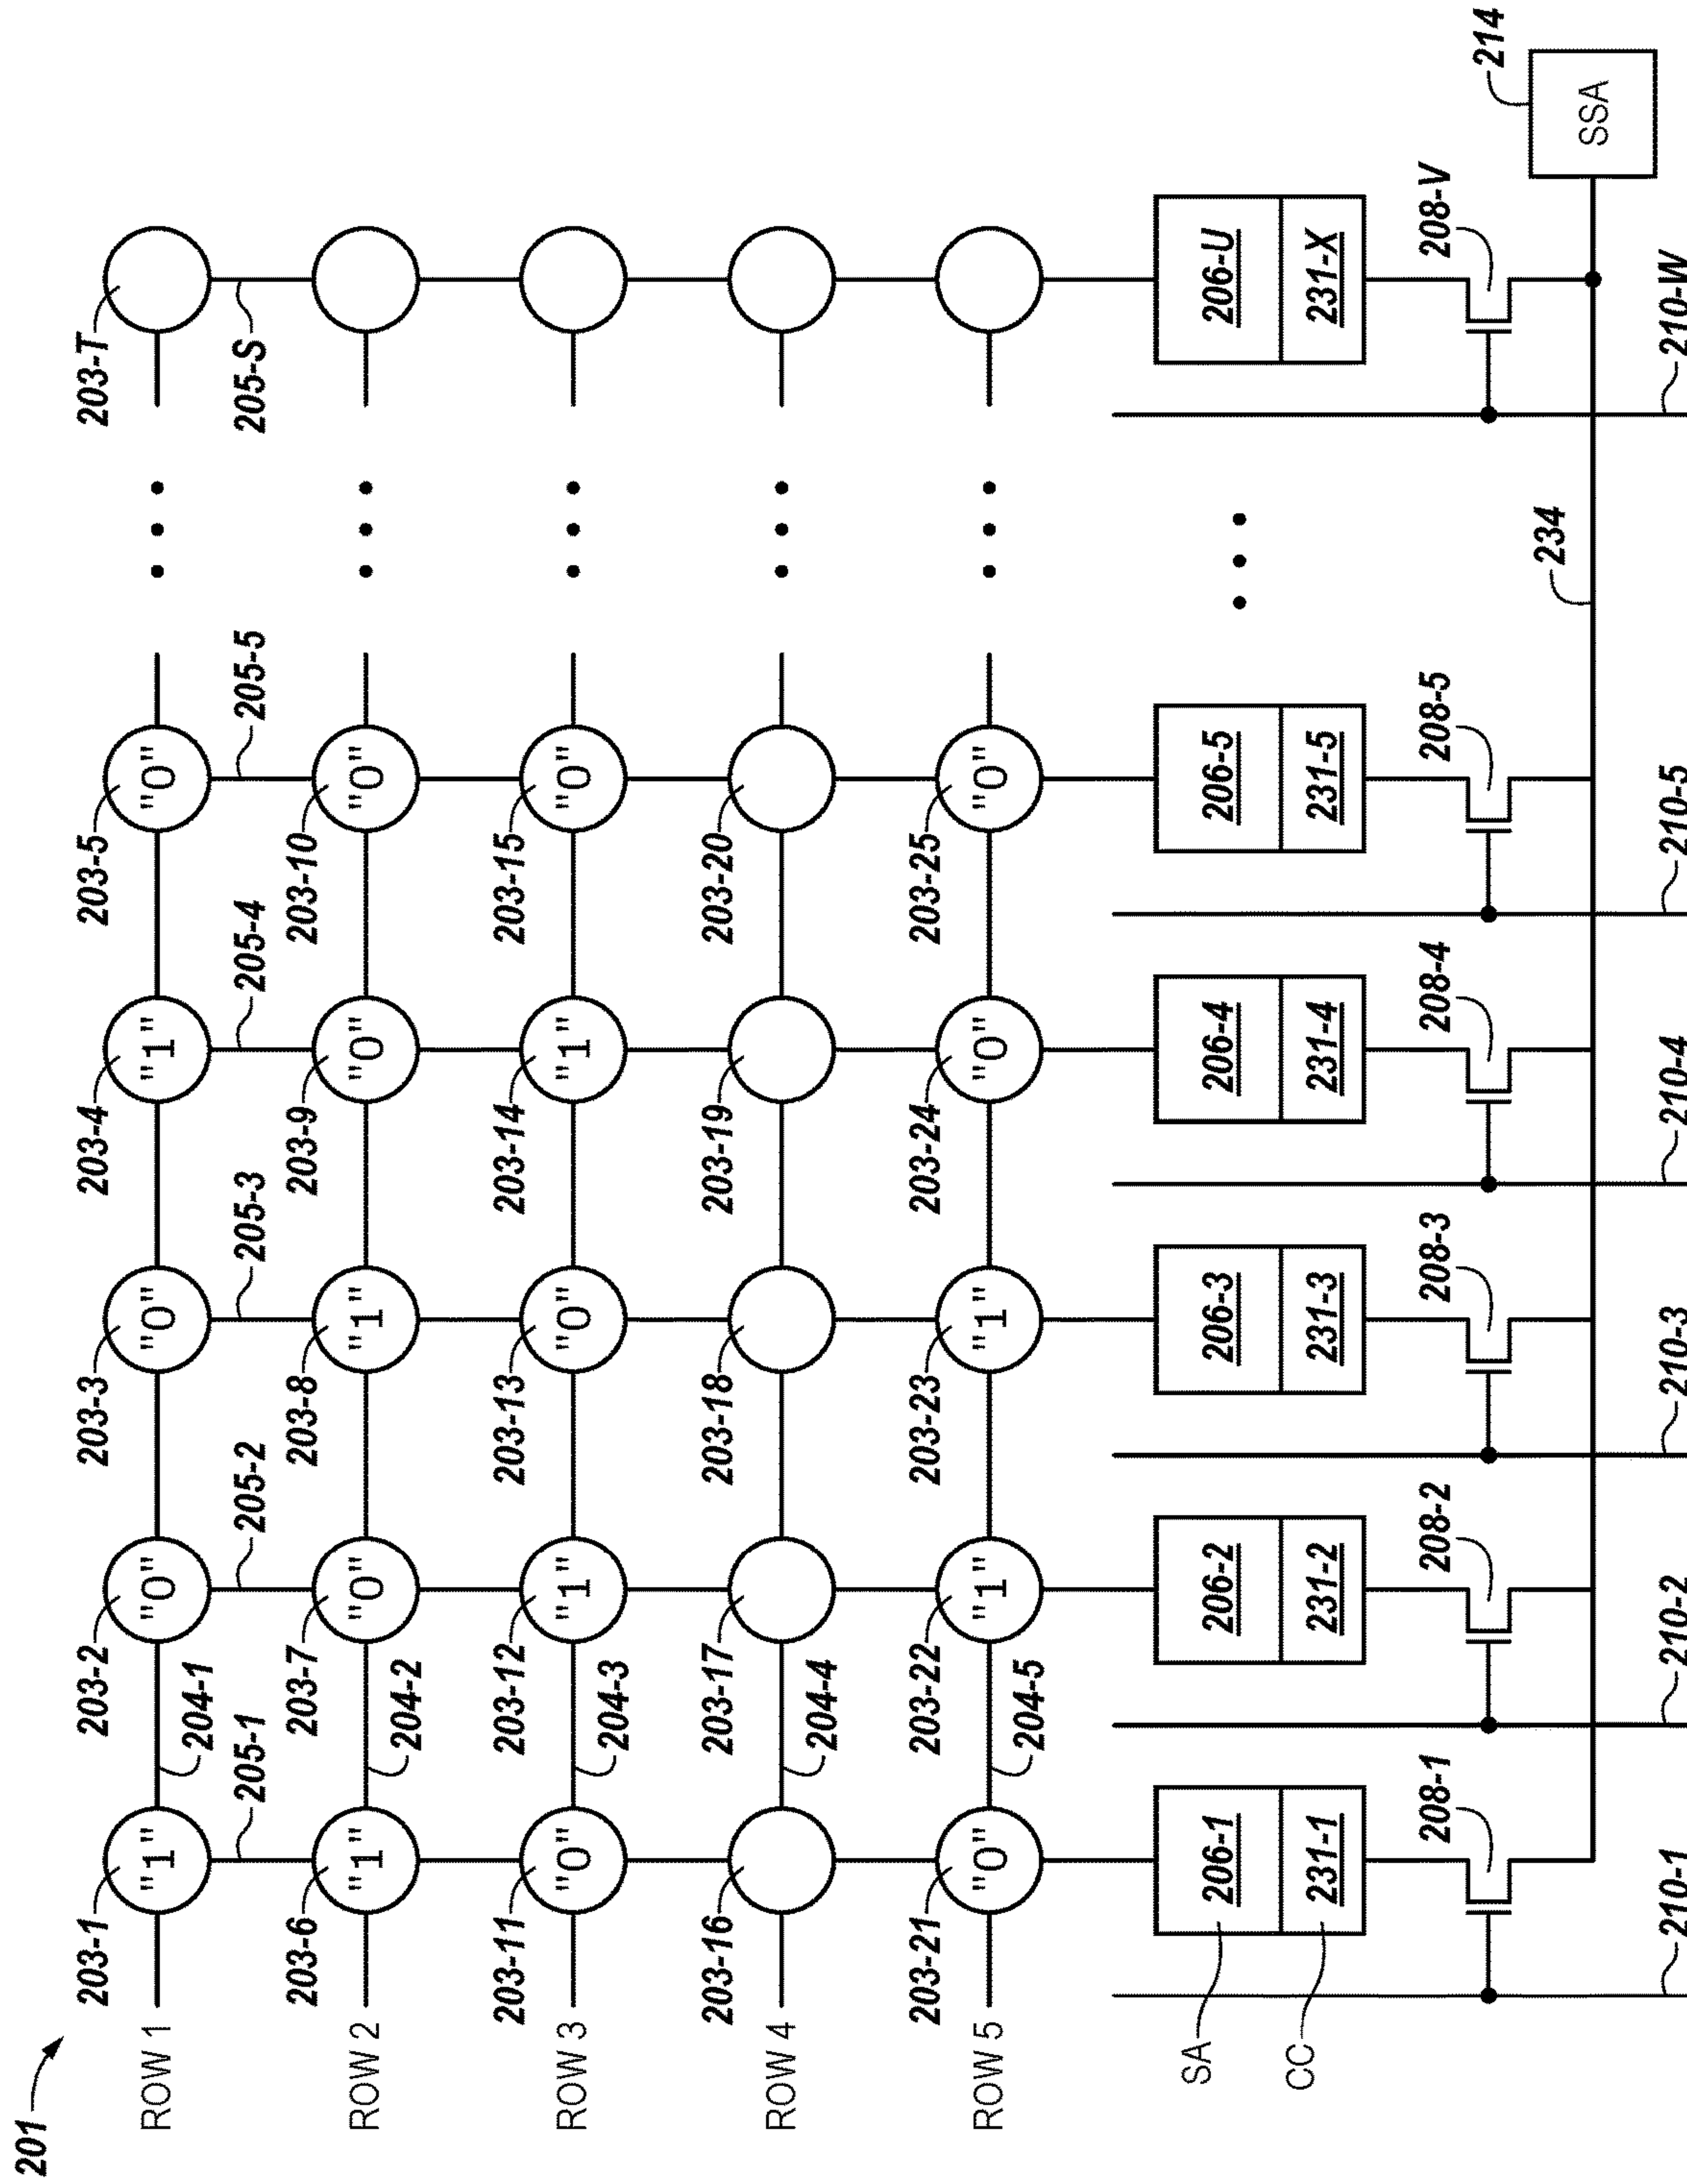 201
203-1 203-2 203-3 203-4 203-5 203-T
ROW 1 "1" "0" "0" "1" "0"
204-1
205-1 205-2 205-3 205-4 205-5 205-S
203-6 203-7 203-8 203-9 203-10
ROW 2 "1" "0" "1" "0" "0"
204-2
203-11 203-12 203-13 203-14 203-15
ROW 3 "0" "1" "0" "1" "0"
204-3
203-16 203-17 203-18 203-19 203-20
ROW 4
204-4
203-21 203-22 203-23 203-24 203-25
ROW 5 "0" "1" "1" "0" "0"
204-5
SA 206-1 206-2 206-3 206-4 206-5 206-U
CC 231-1 231-2 231-3 231-4 231-5 231-X
208-1 208-2 208-3 208-4 208-5 208-V
214
234
SSA
210-1 210-2 210-3 210-4 210-5 210-W